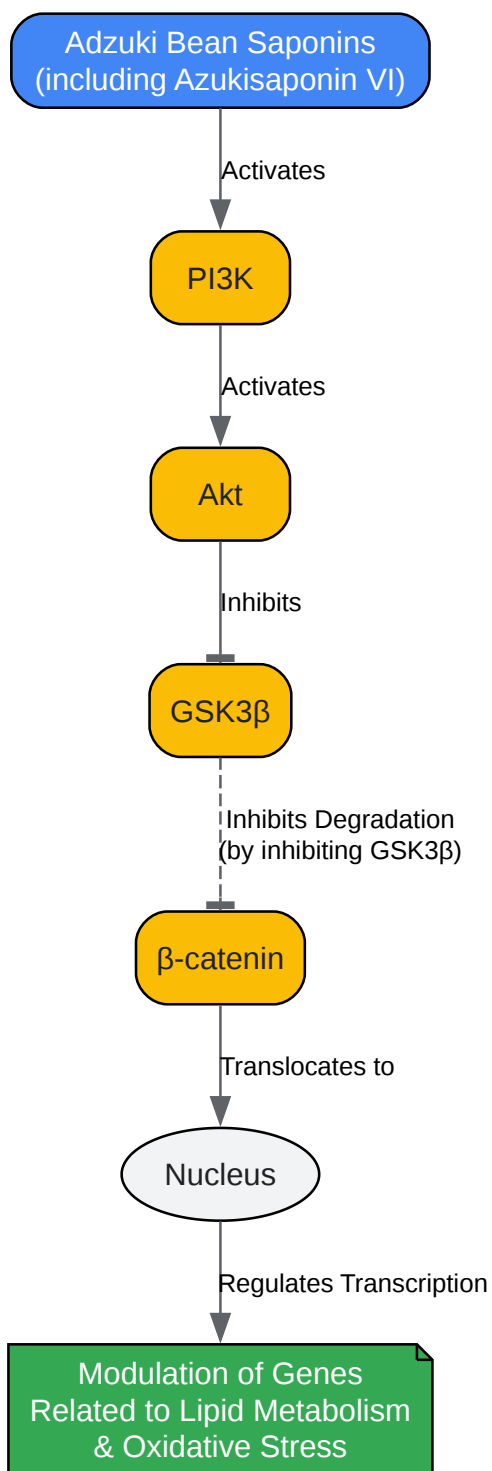 Adzuki Bean Saponins
(including Azukisaponin VI)
Activates
PI3K
Activates
Akt
Inhibits
GSK3β
Inhibits Degradation
(by inhibiting GSK3β)
β-catenin
Translocates to
Nucleus
Regulates Transcription
Modulation of Genes
Related to Lipid Metabolism
& Oxidative Stress